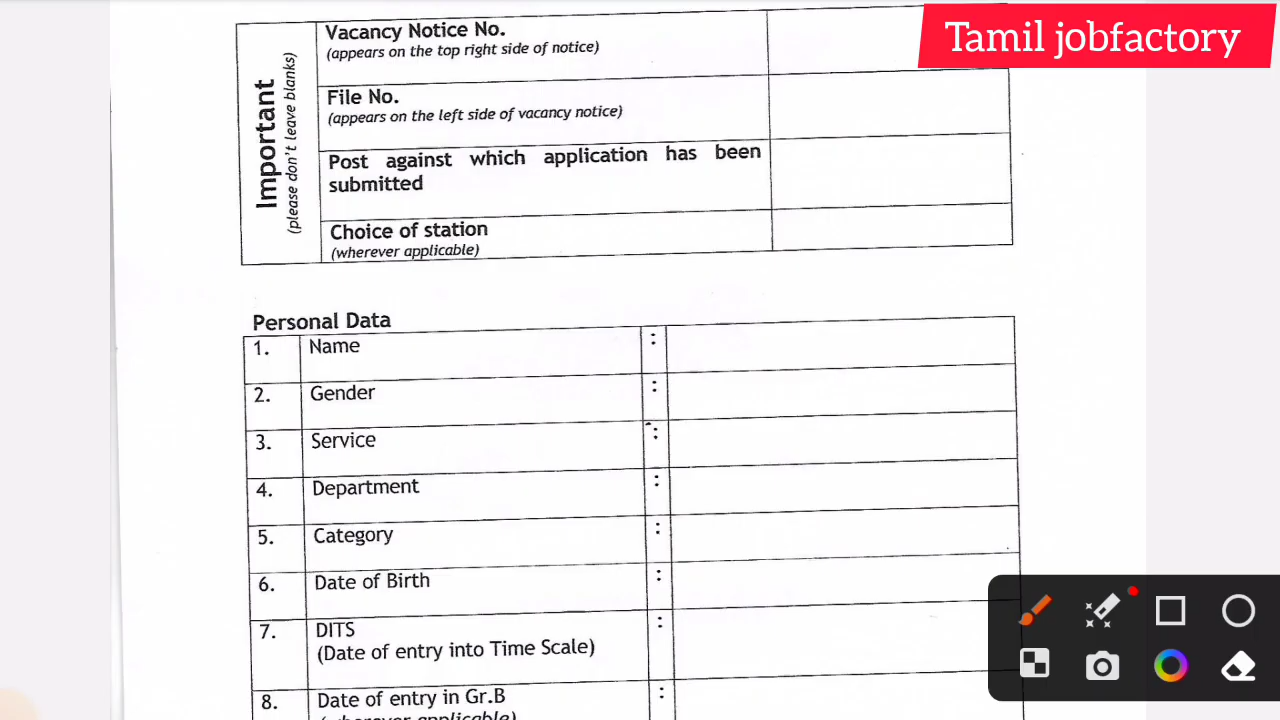 Tamil jobfactory
Important
(please don't leave blanks)
Vacancy Notice No.
(appears on the top right side of notice)
File No.
(appears on the left side of vacancy notice)
Post against which application has been
submitted
Choice of station
(wherever applicable)
Personal Data
1. Name :
2. Gender :
3. Service :
4. Department :
5. Category :
6. Date of Birth :
7. DITS :
(Date of entry into Time Scale)
8. Date of entry in Gr.B :
(wherever applicable)